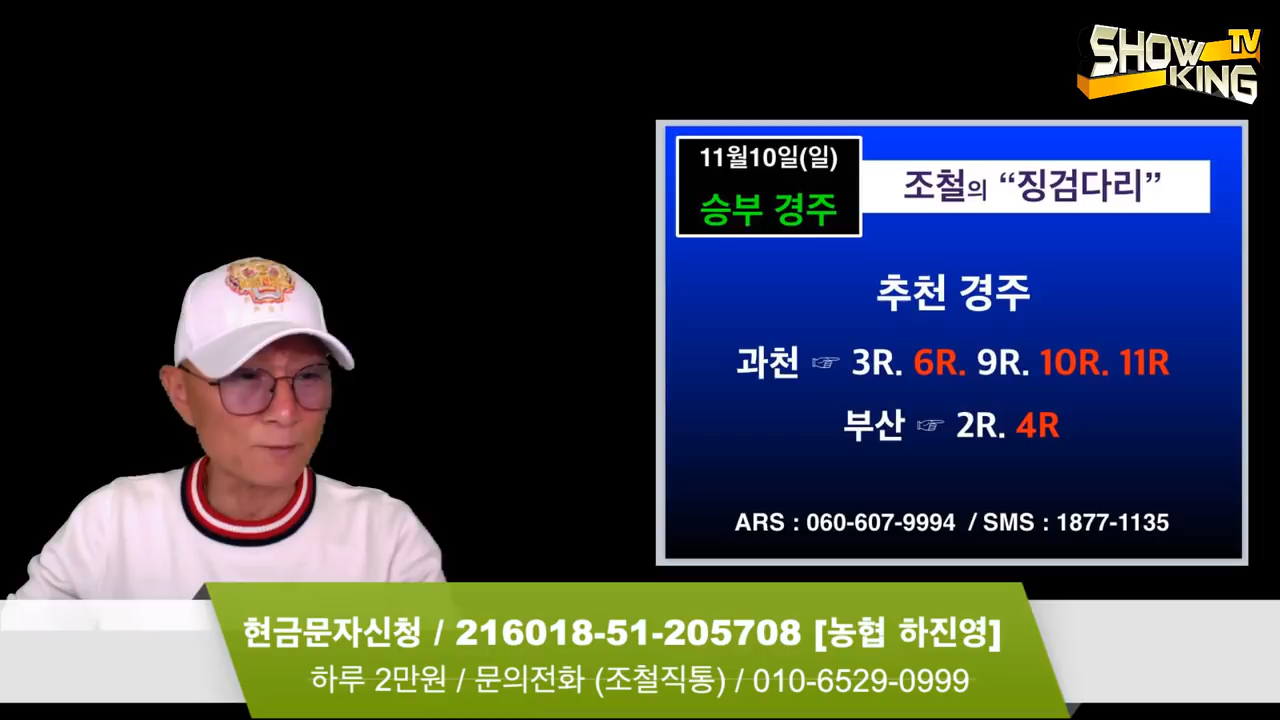 SHOW TV
KING
11월10일(일)
승부 경주
조철의 “징검다리”
추천 경주
과천 ☞ 3R. 6R. 9R. 10R. 11R
부산 ☞ 2R. 4R
ARS : 060-607-9994 / SMS : 1877-1135
현금문자신청 / 216018-51-205708 [농협 하진영]
하루 2만원 / 문의전화 (조철직통) / 010-6529-0999